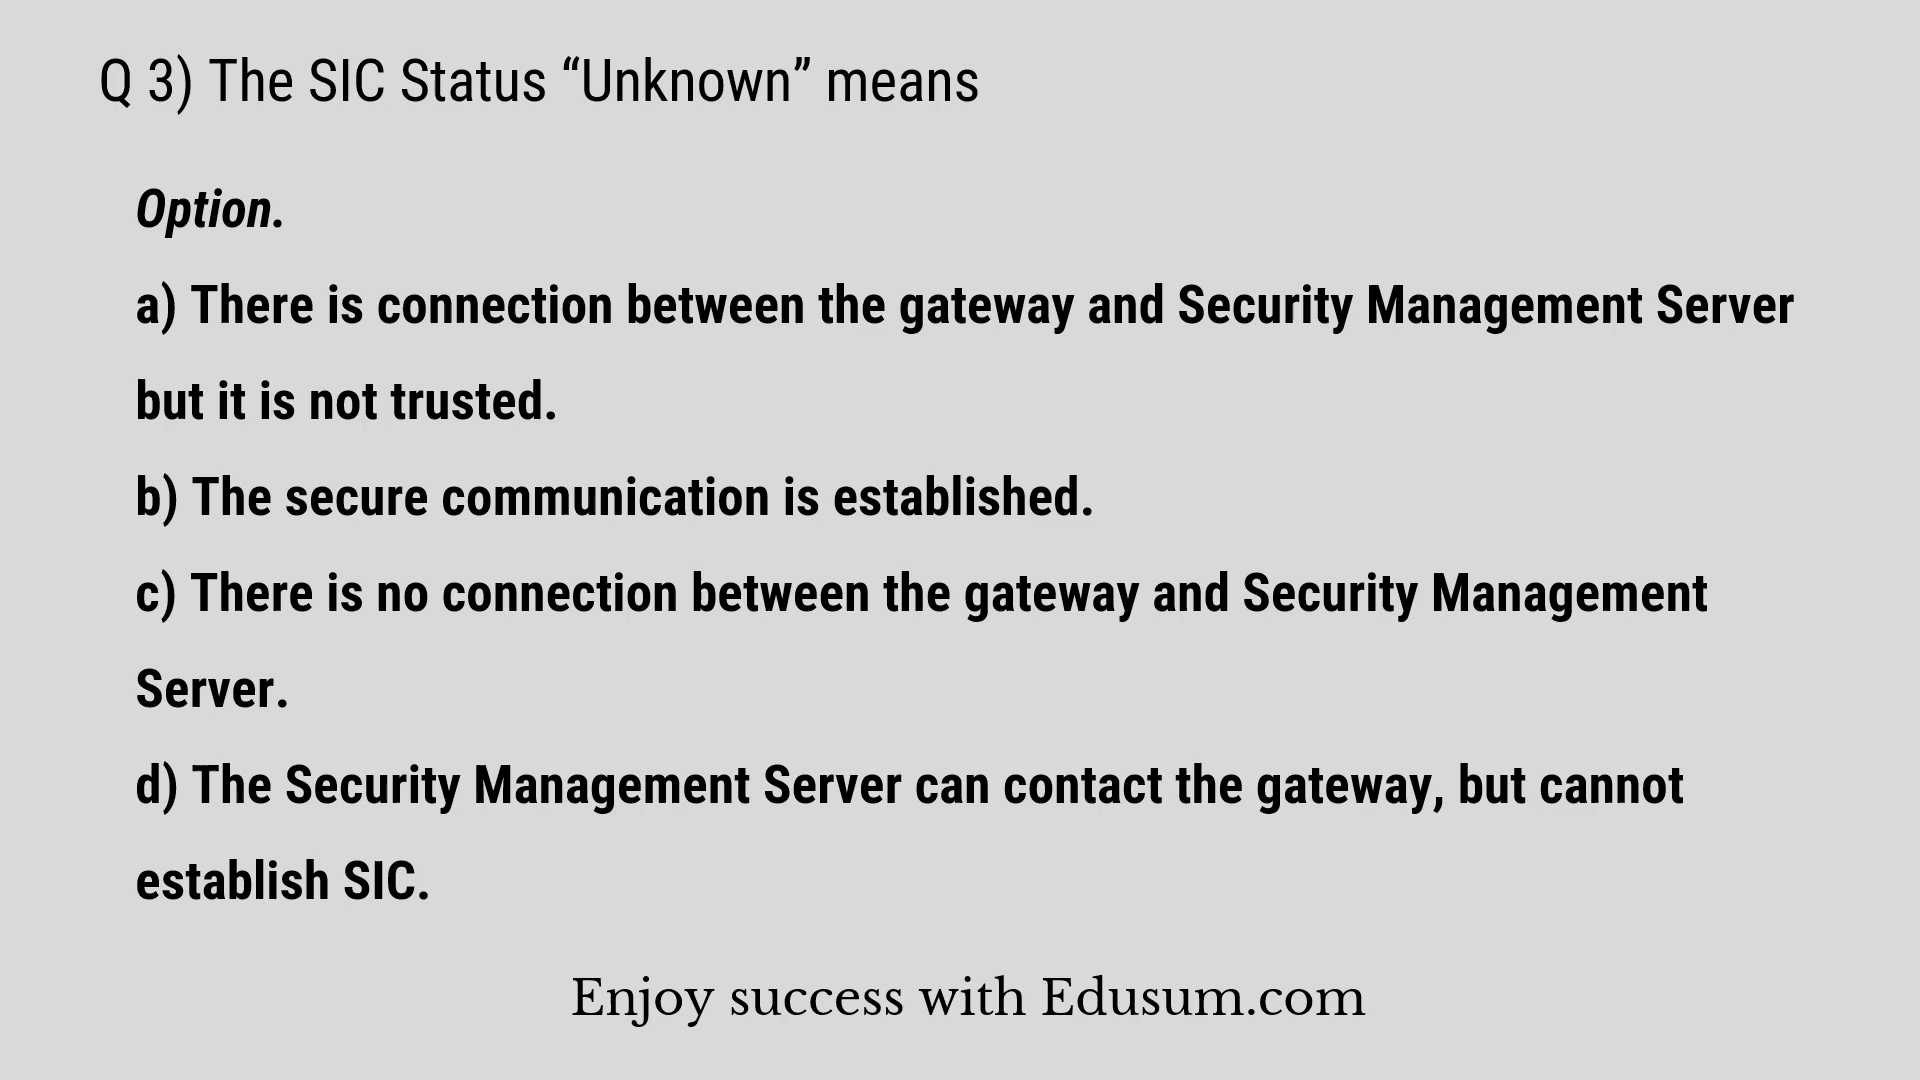 Q 3) The SIC Status “Unknown” means
Option.
a) There is connection between the gateway and Security Management Server
but it is not trusted.
b) The secure communication is established.
c) There is no connection between the gateway and Security Management
Server.
d) The Security Management Server can contact the gateway, but cannot
establish SIC.
Enjoy success with Edusum.com